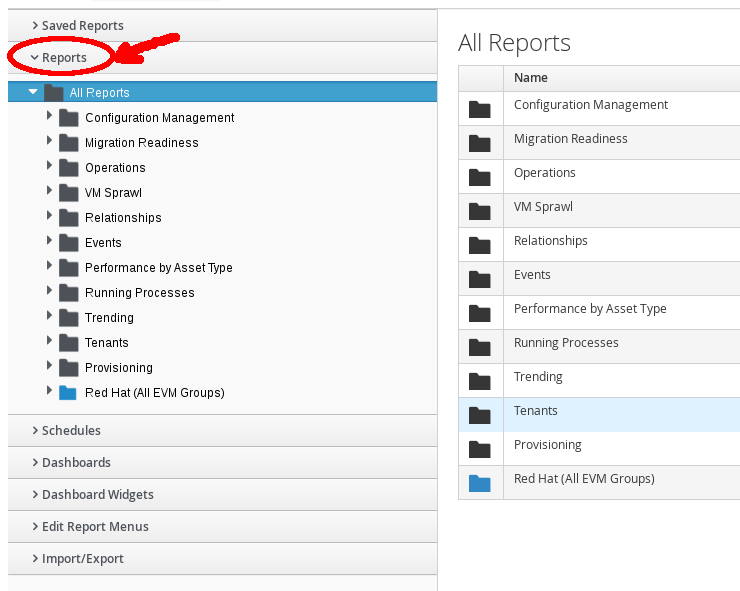 Saved Reports
Reports
All Reports
Configuration Management
Migration Readiness
Operations
VM Sprawl
Relationships
Events
Performance by Asset Type
Running Processes
Trending
Tenants
Provisioning
Red Hat (All EVM Groups)
Schedules
Dashboards
Dashboard Widgets
Edit Report Menus
Import/Export
All Reports
Name
Configuration Management
Migration Readiness
Operations
VM Sprawl
Relationships
Events
Performance by Asset Type
Running Processes
Trending
Tenants
Provisioning
Red Hat (All EVM Groups)